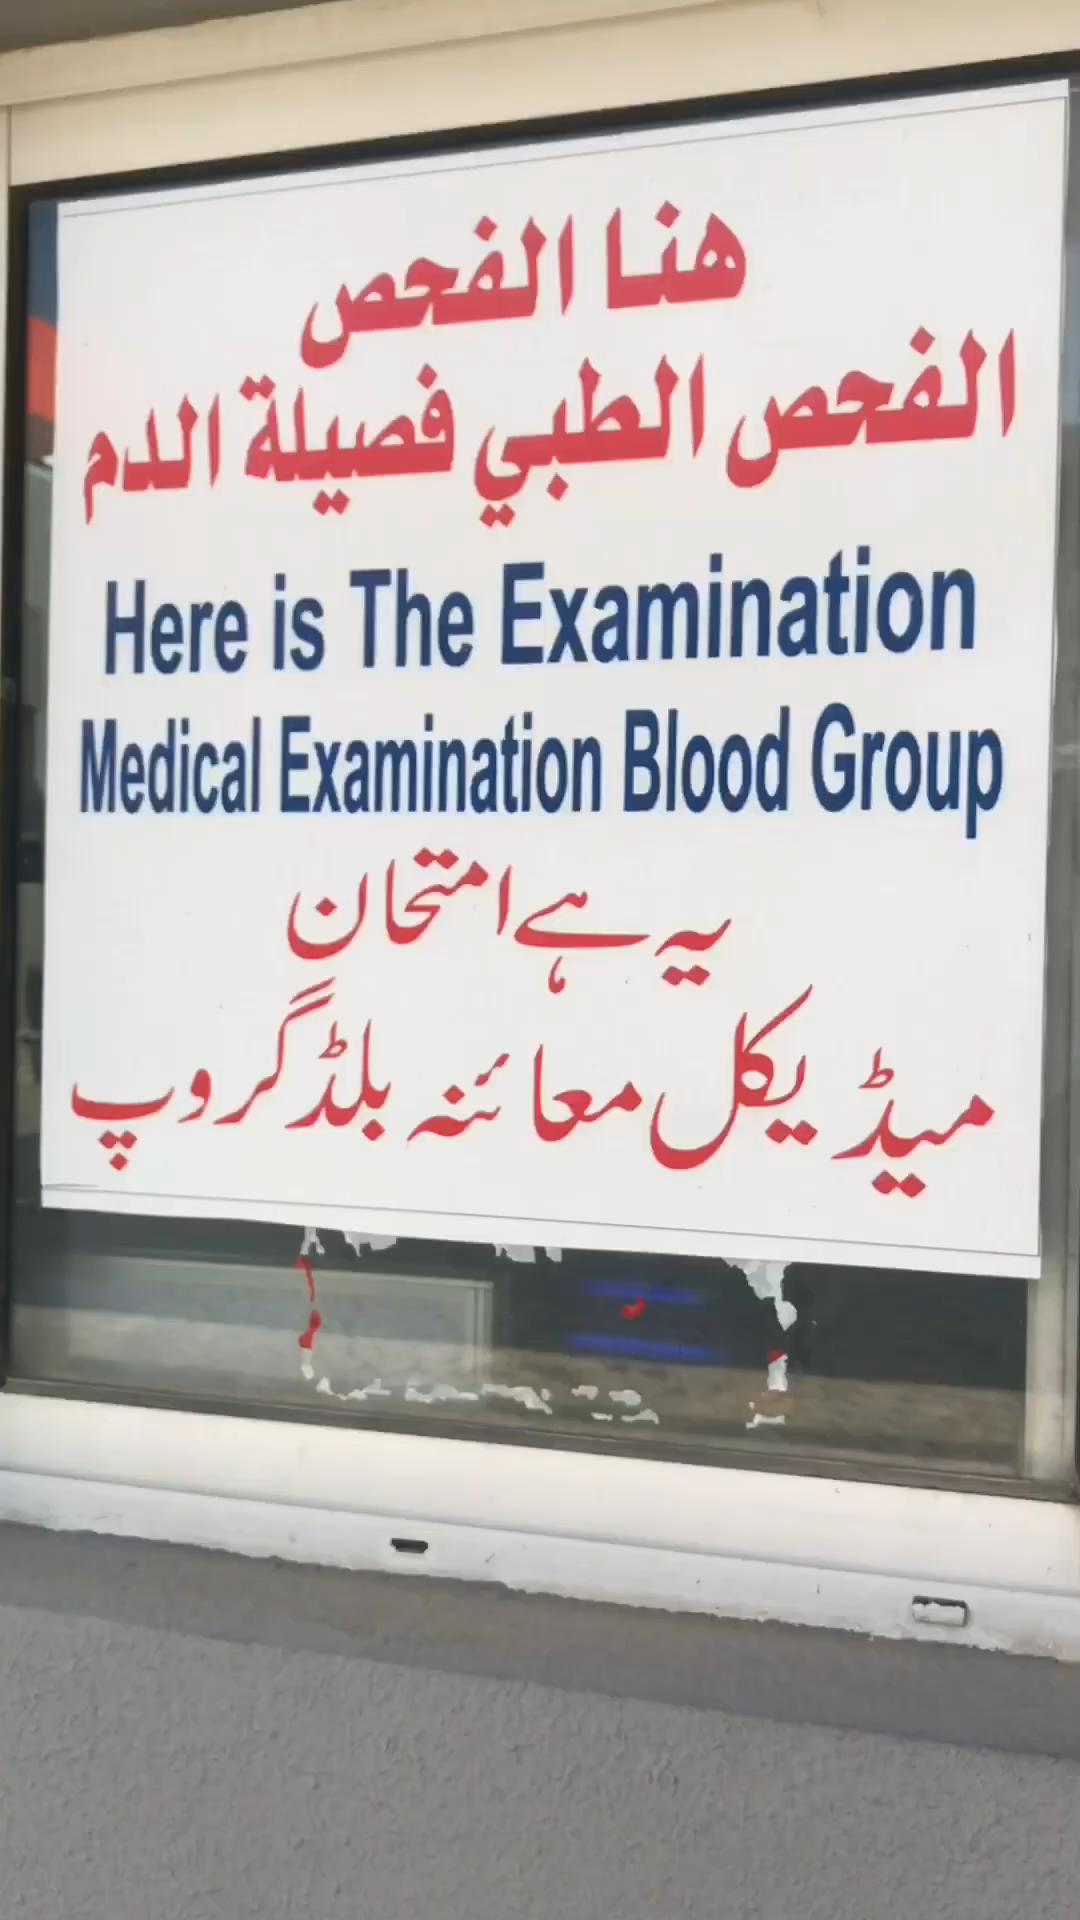 هنا الفحص
الفحص الطبي فصيلة الدم
Here is The Examination
Medical Examination Blood Group
یہ ہے امتحان
میڈیکل معائنہ بلڈ گروپ